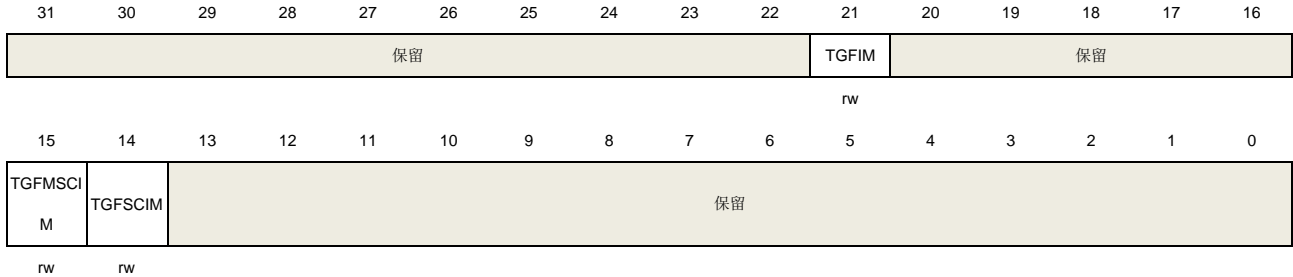 31 30 29 28 27 26 25 24 23 22 21 20 19 18 17 16
保留 TGFIM 保留
rw
15 14 13 12 11 10 9 8 7 6 5 4 3 2 1 0
TGFMSCI
M
TGFSCIM
保留
rw rw